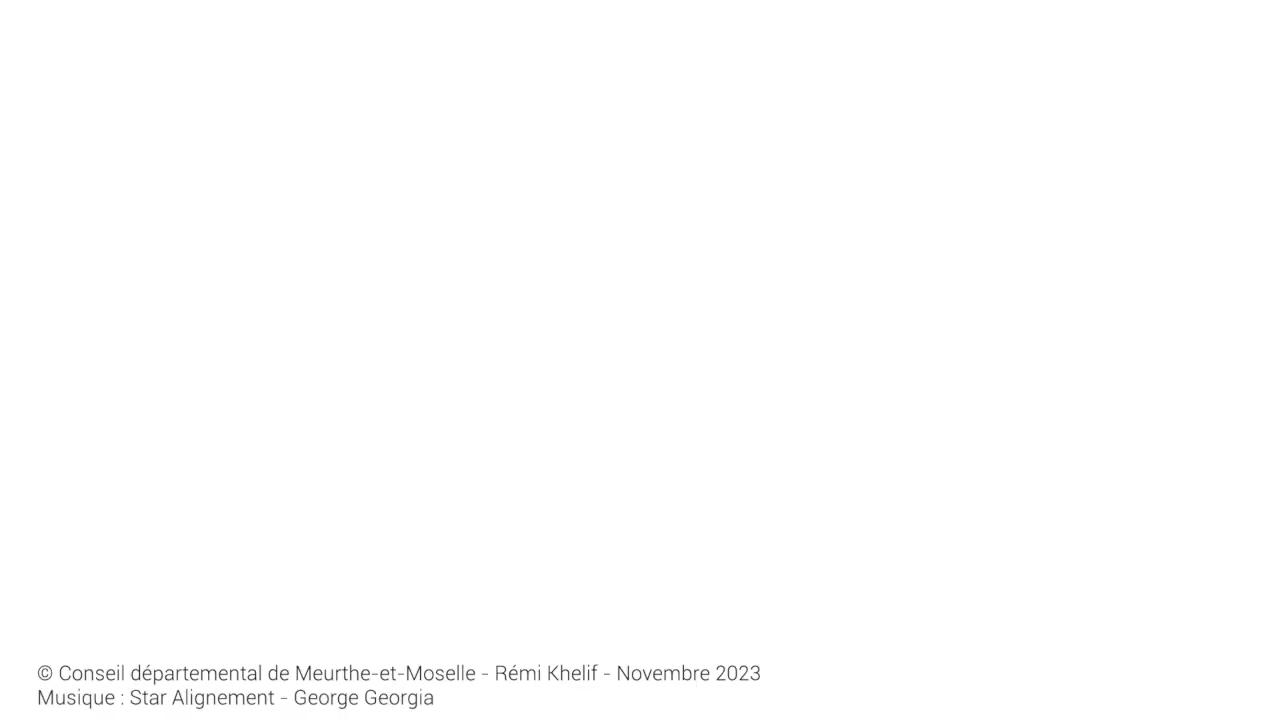 © Conseil départemental de Meurthe-et-Moselle - Rémi Khelif - Novembre 2023
Musique : Star Alignement - George Georgia